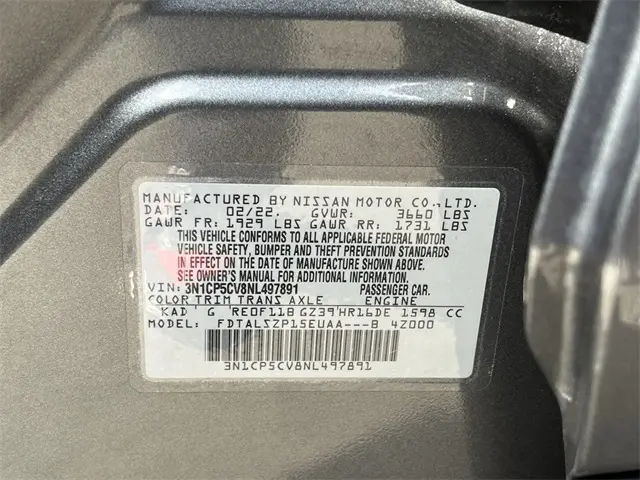 MANUFACTURED BY NISSAN MOTOR CO.,LTD.
DATE: 02/22. GVWR: 3660 LBS
GAWR FR: 1929 LBS GAWR RR: 1731 LBS
THIS VEHICLE CONFORMS TO ALL APPLICABLE FEDERAL MOTOR
VEHICLE SAFETY, BUMPER AND THEFT PREVENTION STANDARDS
IN EFFECT ON THE DATE OF MANUFACTURE SHOWN ABOVE.
SEE OWNER'S MANUAL FOR ADDITIONAL INFORMATION.
VIN: 3N1CP5CV8NL497891 PASSENGER CAR.
COLOR TRIM TRANS AXLE ENGINE
KAD G RE0F11B GZ39 HR16DE 1598 CC
MODEL: FDTALSZP15EUAA---B 4Z000
3N1CP5CV8NL497891